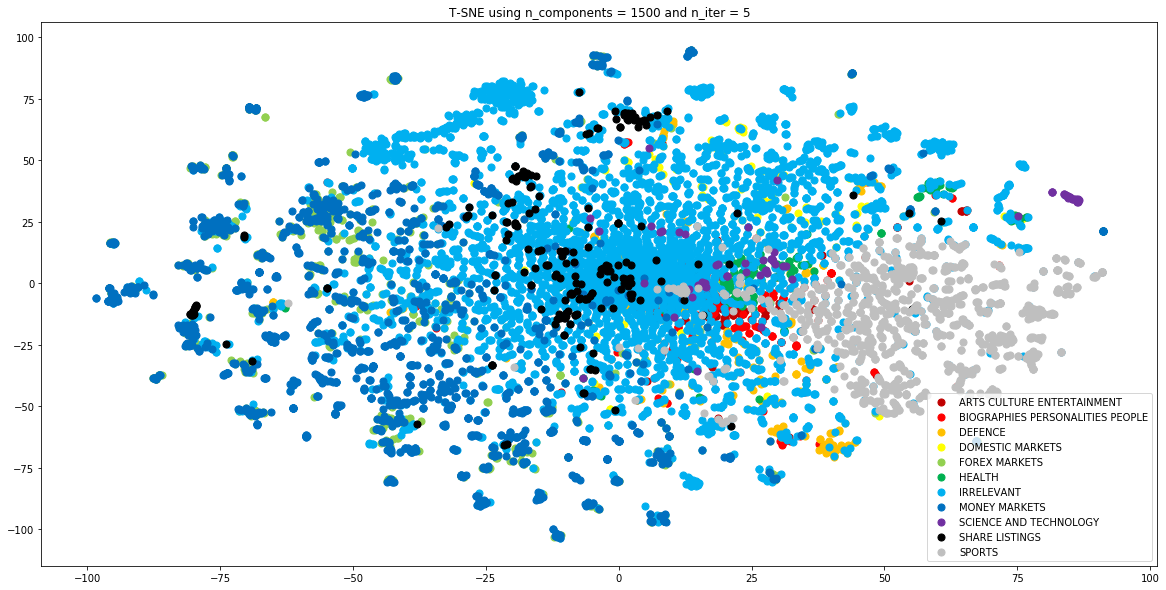 T-SNE using n_components = 1500 and n_iter = 5
100
75
50
25
0
−25
−50
−75
−100
−100
−75
−50
−25
0
25
50
75
100
ARTS CULTURE ENTERTAINMENT
BIOGRAPHIES PERSONALITIES PEOPLE
DEFENCE
DOMESTIC MARKETS
FOREX MARKETS
HEALTH
IRRELEVANT
MONEY MARKETS
SCIENCE AND TECHNOLOGY
SHARE LISTINGS
SPORTS